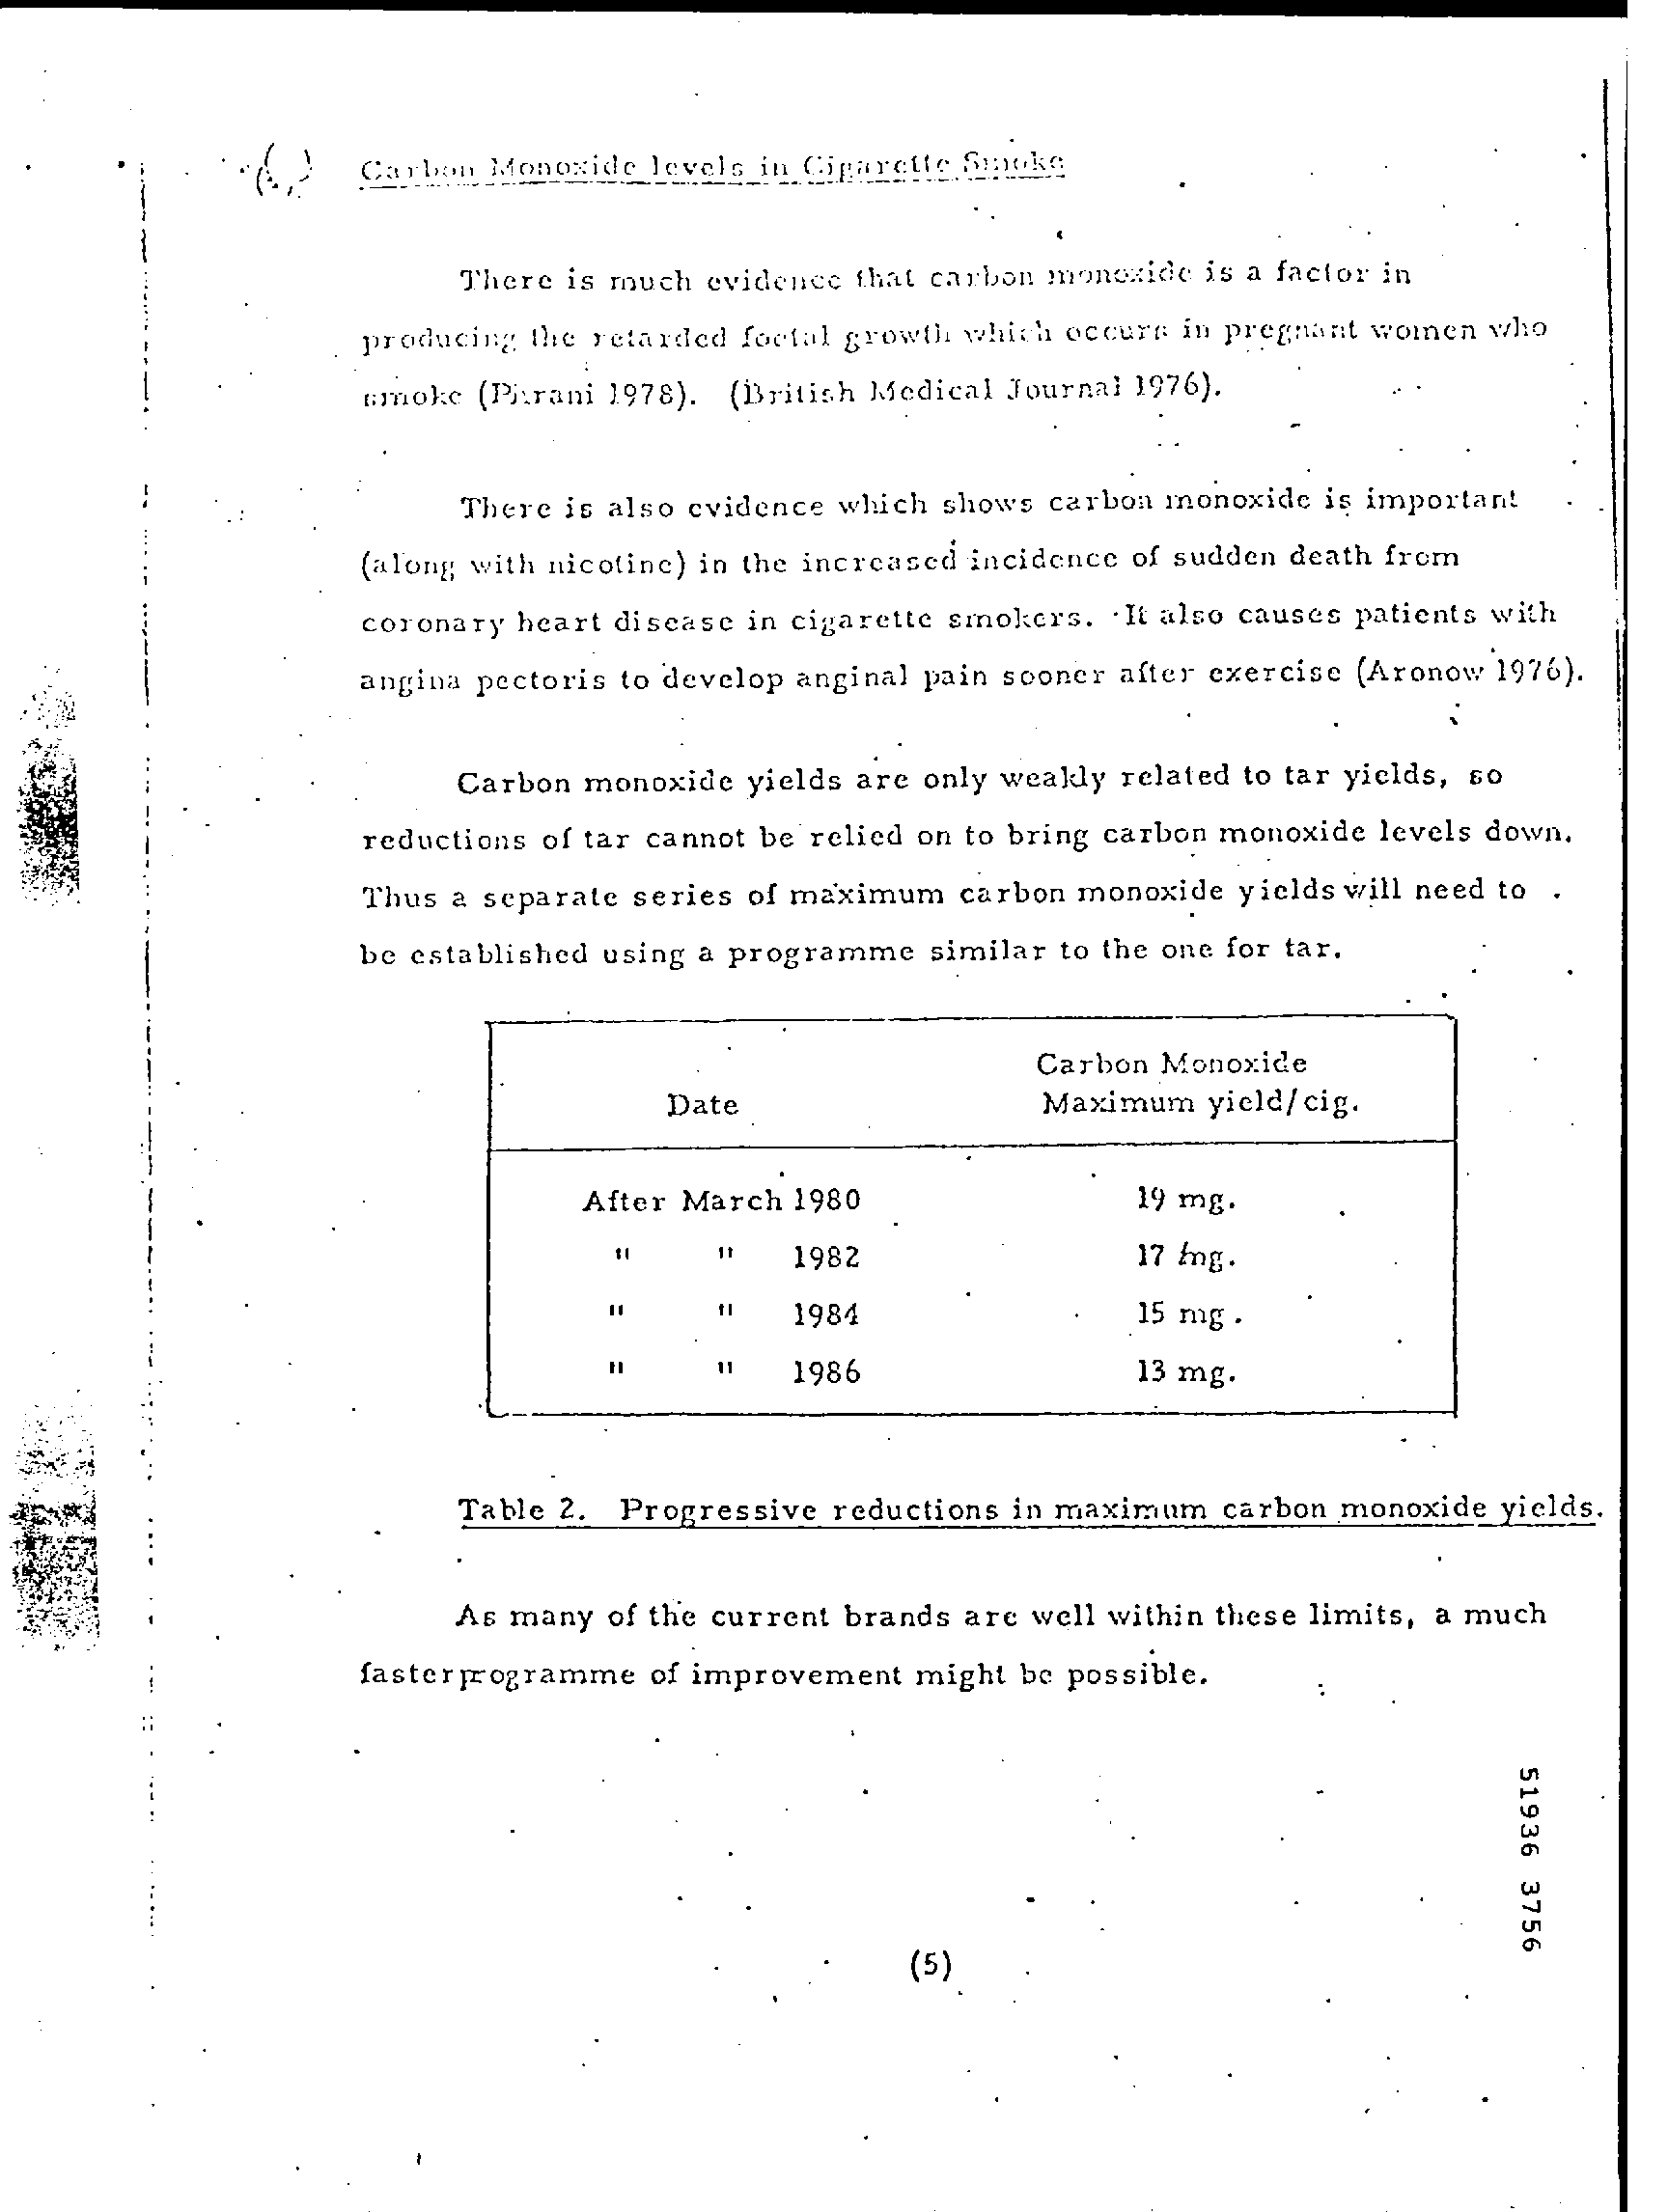 Carbon Monoxide levels in Cigarette Smoke
There is much evidence that carbon monoxide is a factor in
producing the retarded foetal growth which occurs in pregnant women who
smoke (Pirani 1978). (British Medical Journal 1976).
There is also evidence which shows carbon monoxide is important
(along with nicotine) in the increased incidence of sudden death from
coronary heart disease in cigarette smokers. It also causes patients with
angina pectoris to develop anginal pain sooner after exercise (Aronow 1976).
Carbon monoxide yields are only weakly related to tar yields, so
reductions of tar cannot be relied on to bring carbon monoxide levels down.
Thus a separate series of maximum carbon monoxide yields will need to
be established using a programme similar to the one for tar.
Carbon Monoxide
Date Maximum yield/cig.
After March 1980 19 mg.
" " 1982 17 mg.
" " 1984 15 mg.
" " 1986 13 mg.
Table 2. Progressive reductions in maximum carbon monoxide yields.
As many of the current brands are well within these limits, a much
faster programme of improvement might be possible.
51936 3756
(5)